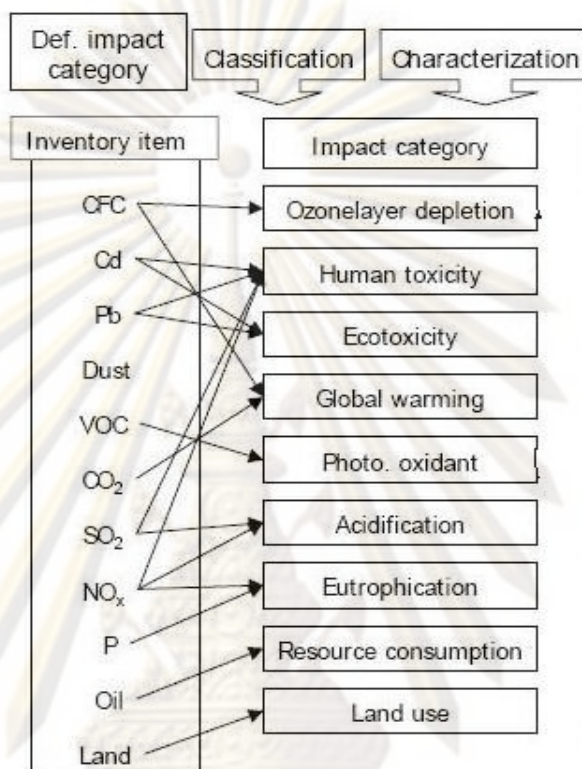 Def. impact
category
Classification
Characterization
Inventory item
Impact category
CFC
Ozonelayer depletion
Cd
Human toxicity
Pb
Ecotoxicity
Dust
Global warming
VOC
Photo. oxidant
CO₂
Acidification
SO₂
Eutrophication
NOₓ
P
Resource consumption
Oil
Land use
Land